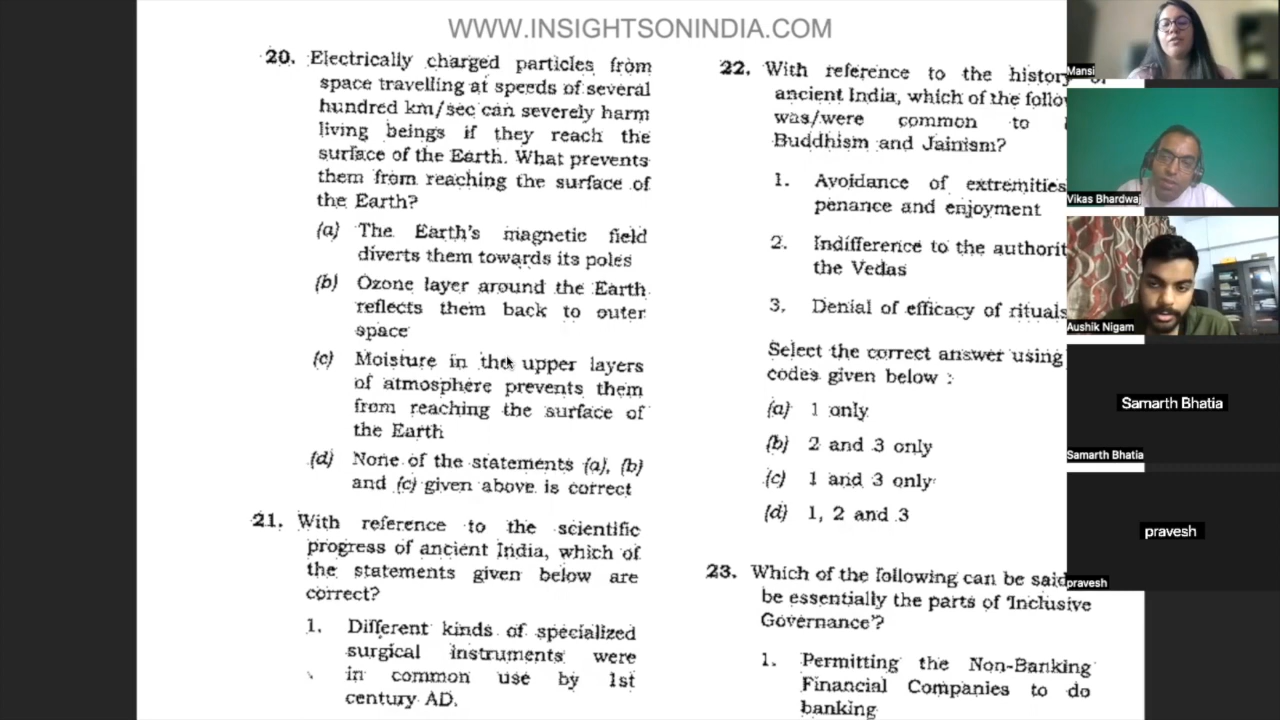 WWW.INSIGHTSONINDIA.COM
20. Electrically charged particles from
space travelling at speeds of several
hundred km/sec can severely harm
living beings if they reach the
surface of the Earth. What prevents
them from reaching the surface of
the Earth?
(a) The Earth's magnetic field
diverts them towards its poles
(b) Ozone layer around the Earth
reflects them back to outer
space
(c) Moisture in the upper layers
of atmosphere prevents them
from reaching the surface of
the Earth
(d) None of the statements (a), (b)
and (c) given above is correct
21. With reference to the scientific
progress of ancient India, which of
the statements given below are
correct?
1. Different kinds of specialized
surgical instruments were
in common use by 1st
century AD.
22. With reference to the history
ancient India, which of the
was/were common to
Buddhism and Jainism?
1. Avoidance of extremities
penance and enjoyment
2. Indifference to the
the Vedas
3. Denial of efficacy of rituals
Select the correct answer using
codes given below :
(a) 1 only
(b) 2 and 3 only
(c) 1 and 3 only
(d) 1, 2 and 3
23. Which of the following can be said
be essentially the parts of 'Inclusive
Governance'?
1. Permitting the Non-Banking
Financial Companies to do
banking
Mansi
Vikas Bhardwaj
Aushik Nigam
Samarth Bhatia
Samarth Bhatia
pravesh
pravesh